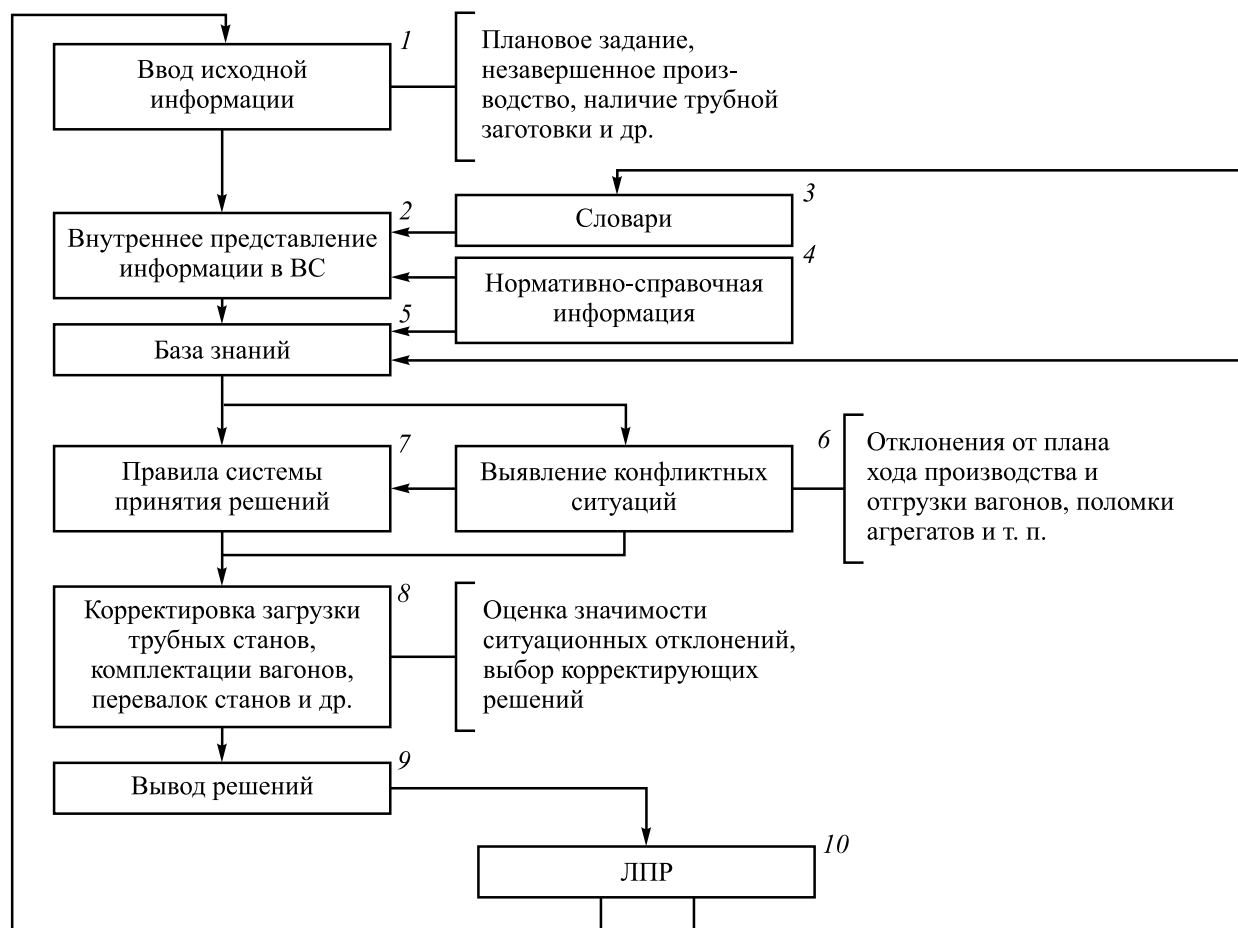 1
Ввод исходной
информации
Плановое задание,
незавершенное произ-
водство, наличие трубной
заготовки и др.
2
Внутреннее представление
информации в ВС
3
Словари
4
Нормативно-справочная
информация
5
База знаний
7
Правила системы
принятия решений
6
Выявление конфликтных
ситуаций
Отклонения от плана
хода производства и
отгрузки вагонов, поломки
агрегатов и т. п.
8
Корректировка загрузки
трубных станов,
комплектации вагонов,
перевалок станов и др.
Оценка значимости
ситуационных отклонений,
выбор корректирующих
решений
9
Вывод решений
10
ЛПР